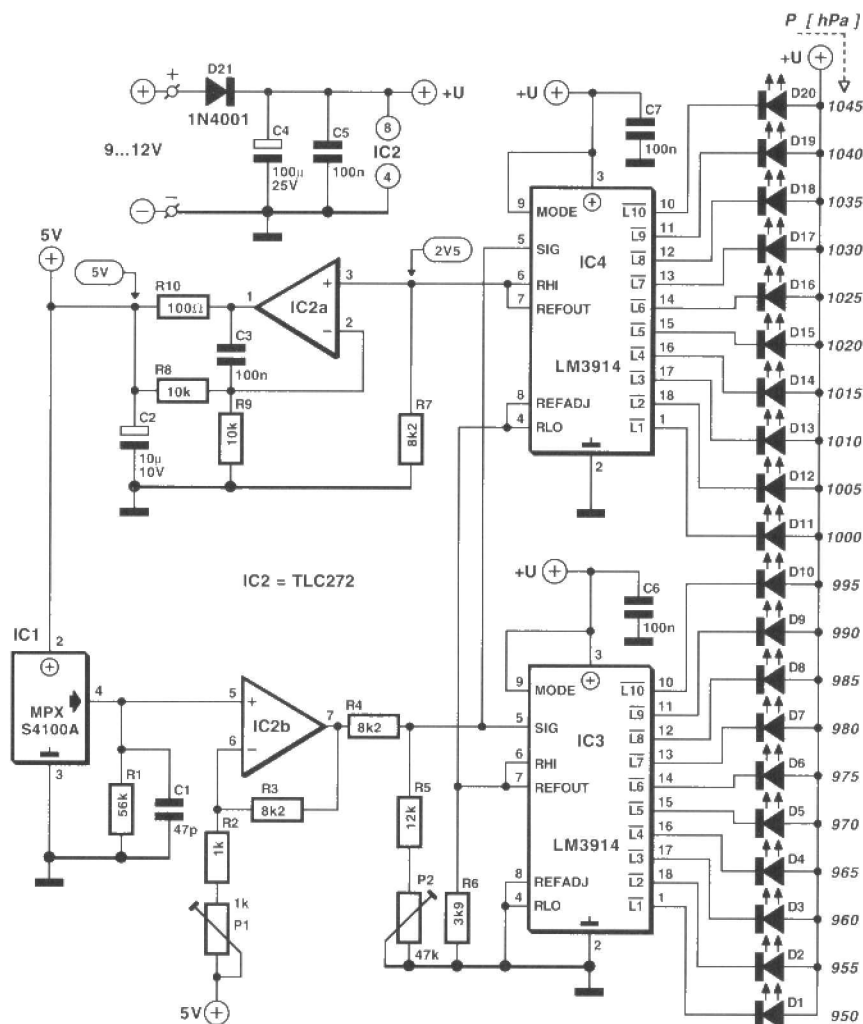 P [ hPa ]
+U
D21
1N4001
+
+U
C4
100µ
25V
C5
100n
8
IC2
4
9...12V
–
+U
C7
100n
3
9
MODE
5
SIG
6
RHI
7
REFOUT
8
REFADJ
4
RLO
2
IC4
LM3914
L10
10
L9
11
L8
12
L7
13
L6
14
L5
15
L4
16
L3
17
L2
18
L1
1
D20
1045
D19
1040
D18
1035
D17
1030
D16
1025
D15
1020
D14
1015
D13
1010
D12
1005
D11
1000
5V
5V
R10
100Ω
1
IC2a
+
3
–
2
2V5
C3
100n
R8
10k
R9
10k
R7
8k2
C2
10µ
10V
IC2 = TLC272
+U
C6
100n
3
9
MODE
5
SIG
6
RHI
7
REFOUT
8
REFADJ
4
RLO
2
IC3
LM3914
L10
10
L9
11
L8
12
L7
13
L6
14
L5
15
L4
16
L3
17
L2
18
L1
1
D10
995
D9
990
D8
985
D7
980
D6
975
D5
970
D4
965
D3
960
D2
955
D1
950
IC1
2
MPX
S4100A
4
3
R1
56k
C1
47p
5
+
6
–
IC2b
7
R4
8k2
R3
8k2
R2
1k
1k
P1
5V
R5
12k
P2
47k
R6
3k9